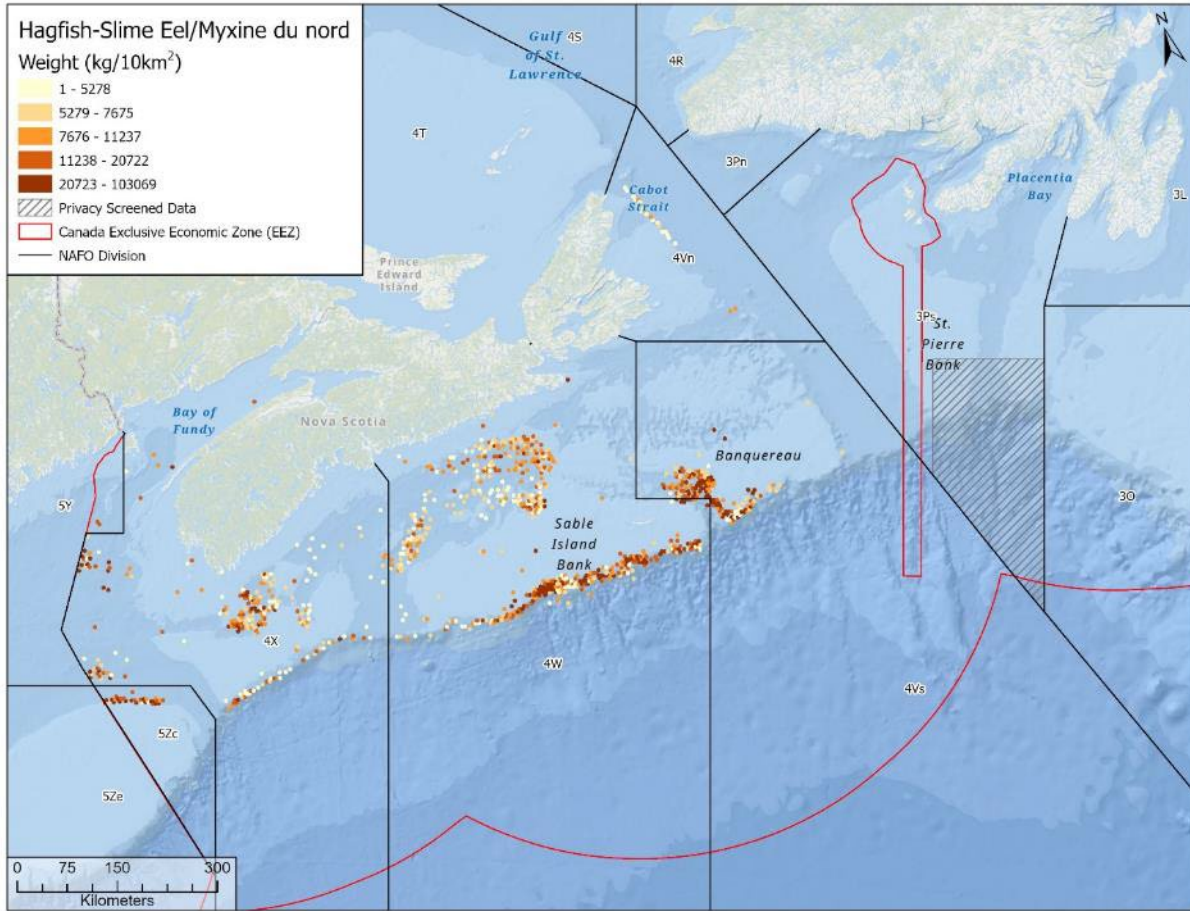 Hagfish-Slime Eel/Myxine du nord
Weight (kg/10km²)
1 - 5278
5279 - 7675
7676 - 11237
11238 - 20722
20723 - 103069
Privacy Screened Data
Canada Exclusive Economic Zone (EEZ)
NAFO Division
N
4S
Gulf
of St.
Lawrence
4R
4T
3Pn
Cabot
Strait
Placentia
Bay
3L
4Vn
Prince
Edward
Island
3Ps
St.
Pierre
Bank
Bay of
Fundy
Nova Scotia
Banquereau
5Y
3O
Sable
Island
Bank
4X
4W
4Vs
5Zc
5Ze
0 75 150 300
Kilometers